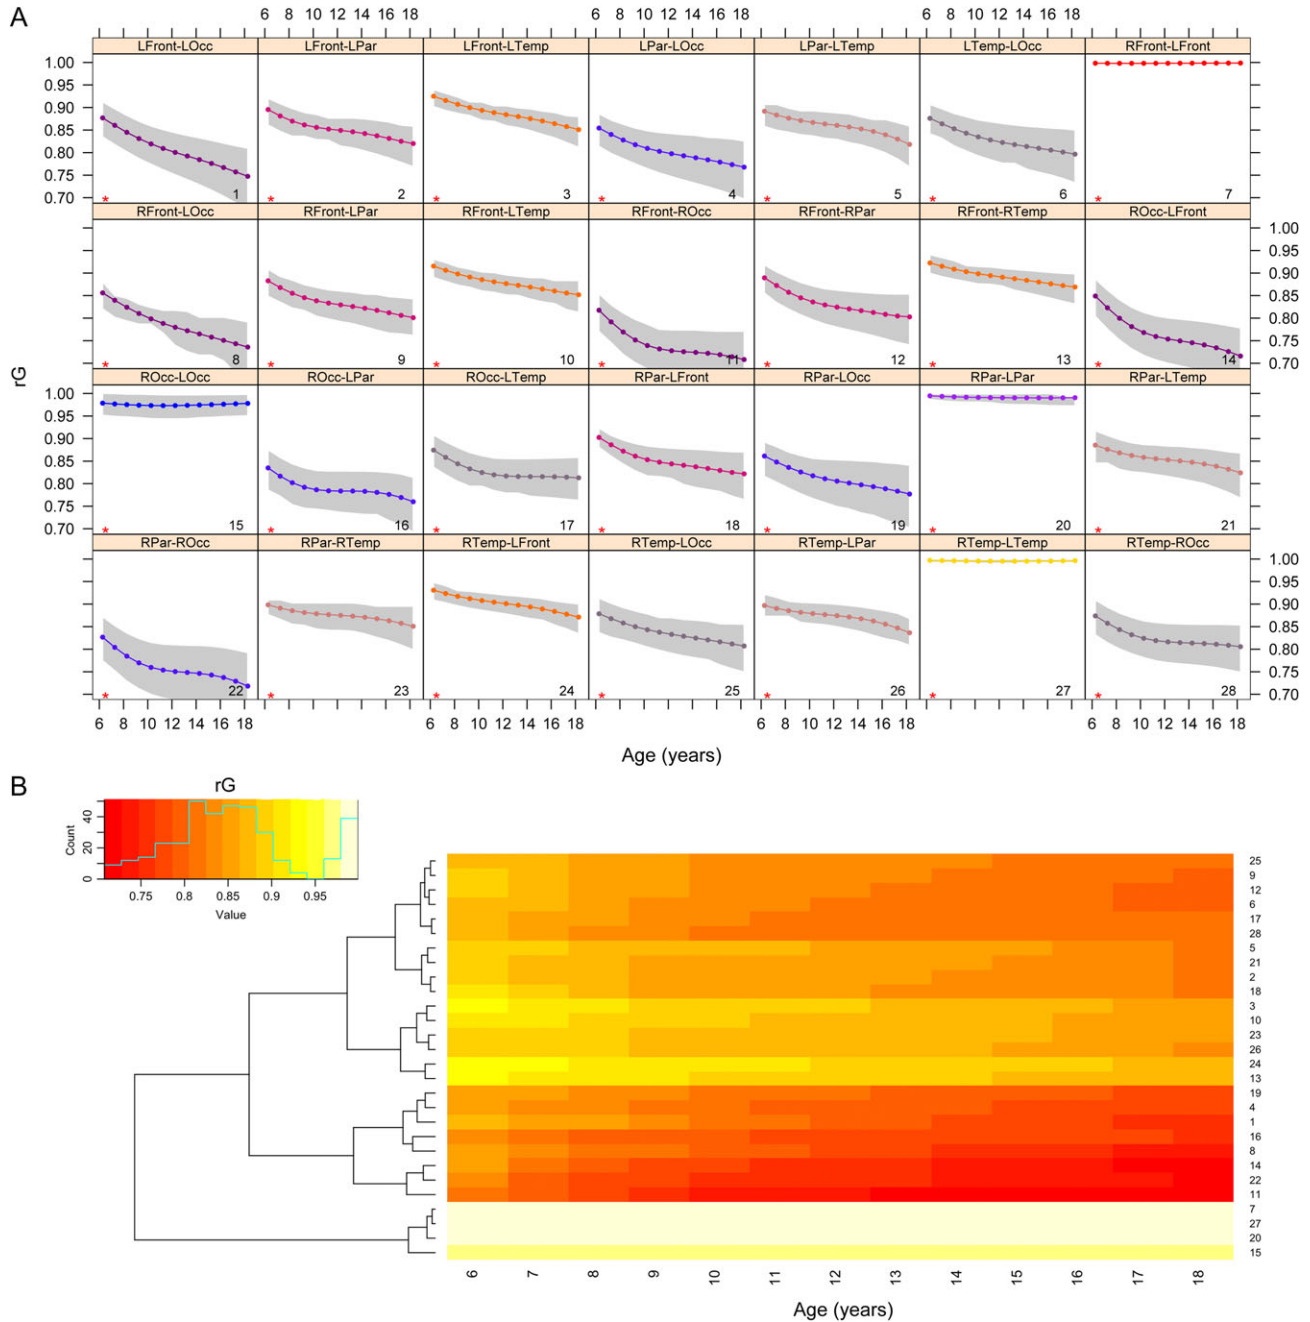 A
6 8 10 12 14 16 18 6 8 10 12 14 16 18 6 8 10 12 14 16 18
LFront-LOcc LFront-LPar LFront-LTemp LPar-LOcc LPar-LTemp LTemp-LOcc RFront-LFront
1.00
0.95
0.90
0.85
0.80
0.75
0.70
* 1 * 2 * 3 * 4 * 5 * 6 * 7
RFront-LOcc RFront-LPar RFront-LTemp RFront-ROcc RFront-RPar RFront-RTemp ROcc-LFront
1.00
0.95
0.90
0.85
0.80
0.75
0.70
* 8 * 9 * 10 * 11 * 12 * 13 * 14
rG
ROcc-LOcc ROcc-LPar ROcc-LTemp RPar-LFront RPar-LOcc RPar-LPar RPar-LTemp
1.00
0.95
0.90
0.85
0.80
0.75
0.70
* 15 * 16 * 17 * 18 * 19 * 20 * 21
RPar-ROcc RPar-RTemp RTemp-LFront RTemp-LOcc RTemp-LPar RTemp-LTemp RTemp-ROcc
1.00
0.95
0.90
0.85
0.80
0.75
0.70
* 22 * 23 * 24 * 25 * 26 * 27 * 28
6 8 10 12 14 16 18 6 8 10 12 14 16 18 6 8 10 12 14 16 18 6 8 10 12 14 16 18
Age (years)
B
rG
Count
0 20 40
0.75 0.8 0.85 0.9 0.95
Value
25
9
12
6
17
28
5
21
2
18
3
10
23
26
24
13
19
4
1
16
8
14
22
11
7
27
20
15
6 7 8 9 10 11 12 13 14 15 16 17 18
Age (years)